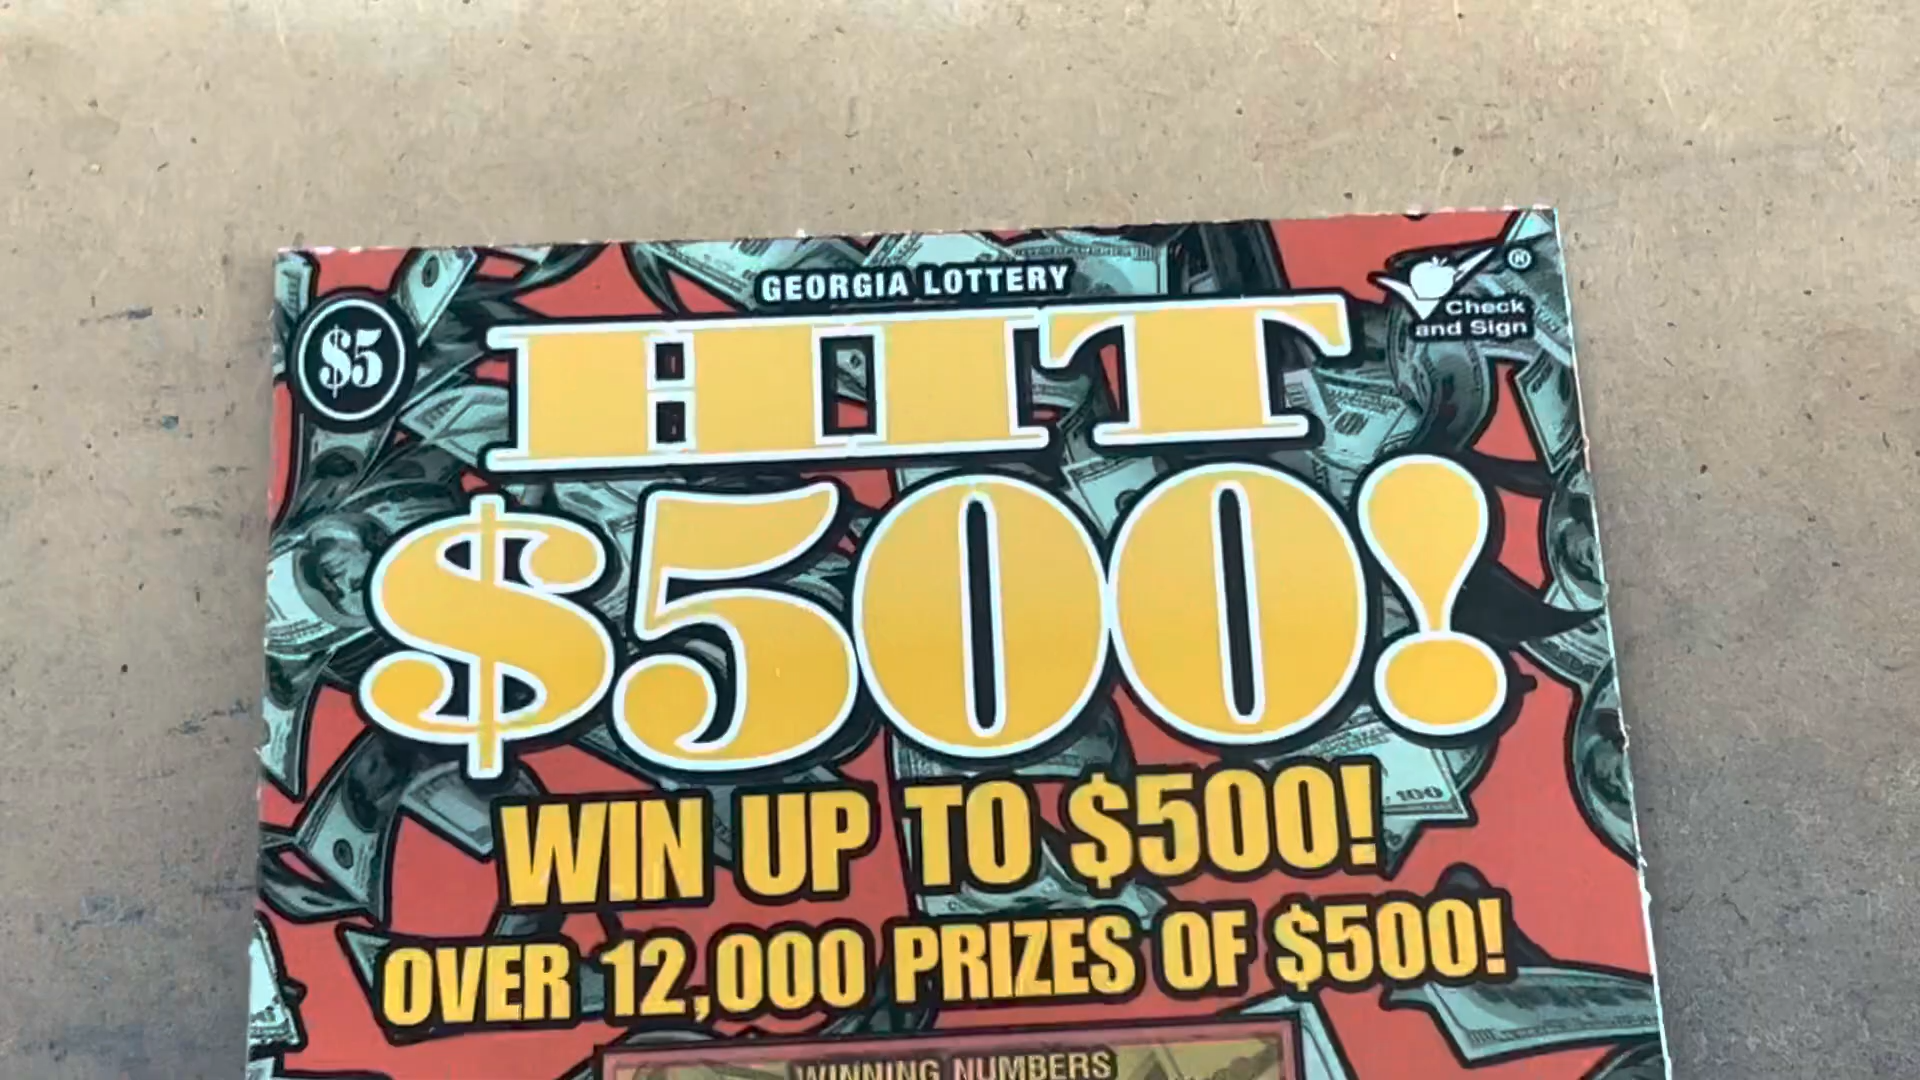 GEORGIA LOTTERY
$5
HIT
Check
and Sign
$500!
WIN UP TO $500!
100
OVER 12,000 PRIZES OF $500!
WINNING NUMBERS